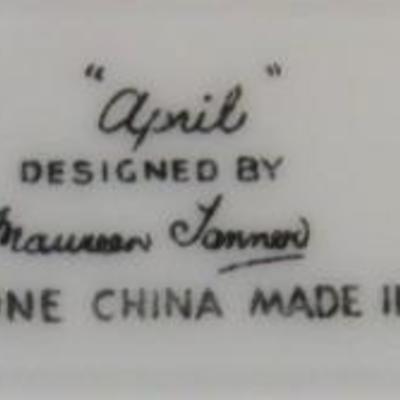 "April"
DESIGNED BY
Maureen Tanner
ONE CHINA MADE I